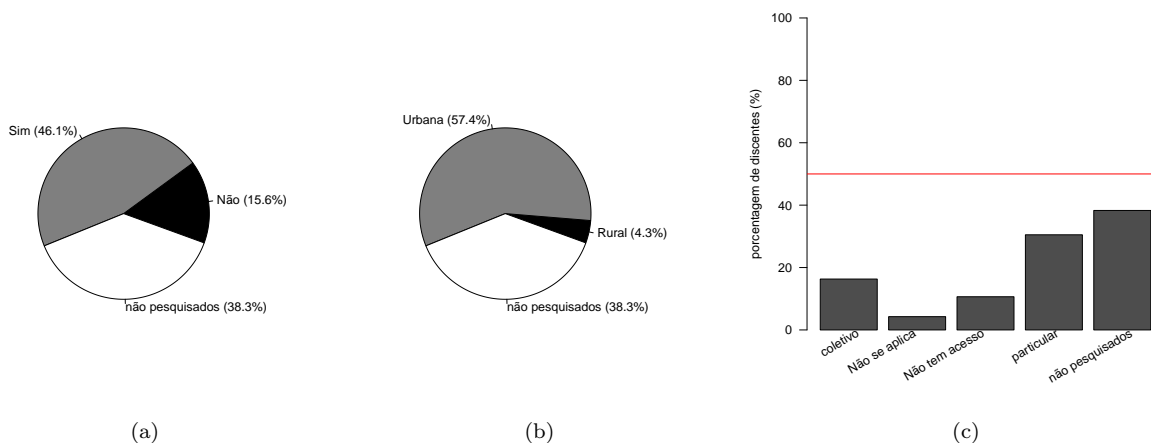 Sim (46.1%)
Não (15.6%)
não pesquisados (38.3%)
(a)
Urbana (57.4%)
Rural (4.3%)
não pesquisados (38.3%)
(b)
porcentagem de discentes (%)
100
80
60
40
20
0
coletivo
Não se aplica
Não tem acesso
particular
não pesquisados
(c)